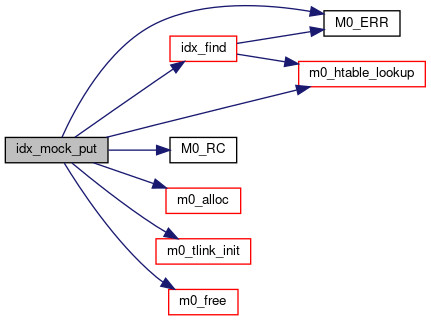 M0_ERR
idx_find
m0_htable_lookup
idx_mock_put
M0_RC
m0_alloc
m0_tlink_init
m0_free